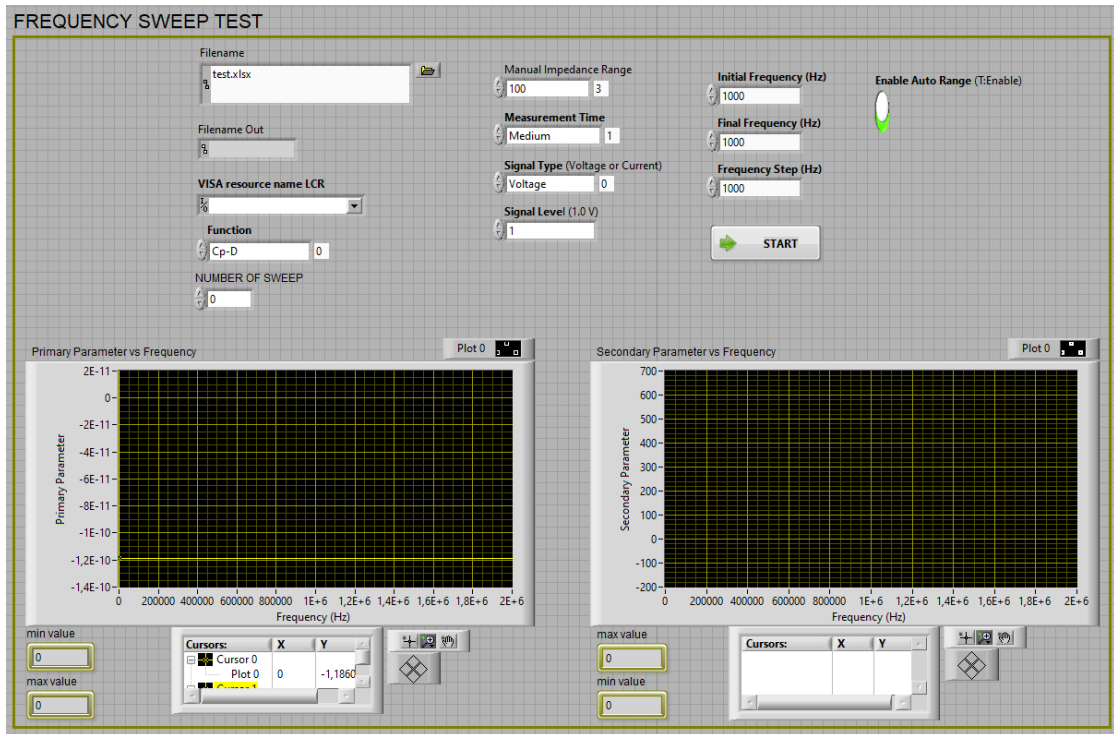 FREQUENCY SWEEP TEST
Filename
test.xlsx
Filename Out
VISA resource name LCR
Function
Cp-D 0
NUMBER OF SWEEP
0
Manual Impedance Range
100 3
Measurement Time
Medium 1
Signal Type (Voltage or Current)
Voltage 0
Signal Level (1.0 V)
1
Initial Frequency (Hz)
1000
Final Frequency (Hz)
1000
Frequency Step (Hz)
1000
START
Enable Auto Range (T:Enable)
Primary Parameter vs Frequency
Plot 0
2E-11
0
-2E-11
-4E-11
-6E-11
-8E-11
-1E-10
-1,2E-10
-1,4E-10
Primary Parameter
0 200000 400000 600000 800000 1E+6 1,2E+6 1,4E+6 1,6E+6 1,8E+6 2E+6
Frequency (Hz)
min value
0
max value
0
Cursors: X Y
Cursor 0
Plot 0 0 -1,1860
Cursor 1
Secondary Parameter vs Frequency
Plot 0
700
600
500
400
300
200
100
0
-100
-200
Secondary Parameter
0 200000 400000 600000 800000 1E+6 1,2E+6 1,4E+6 1,6E+6 1,8E+6 2E+6
Frequency (Hz)
max value
0
min value
0
Cursors: X Y